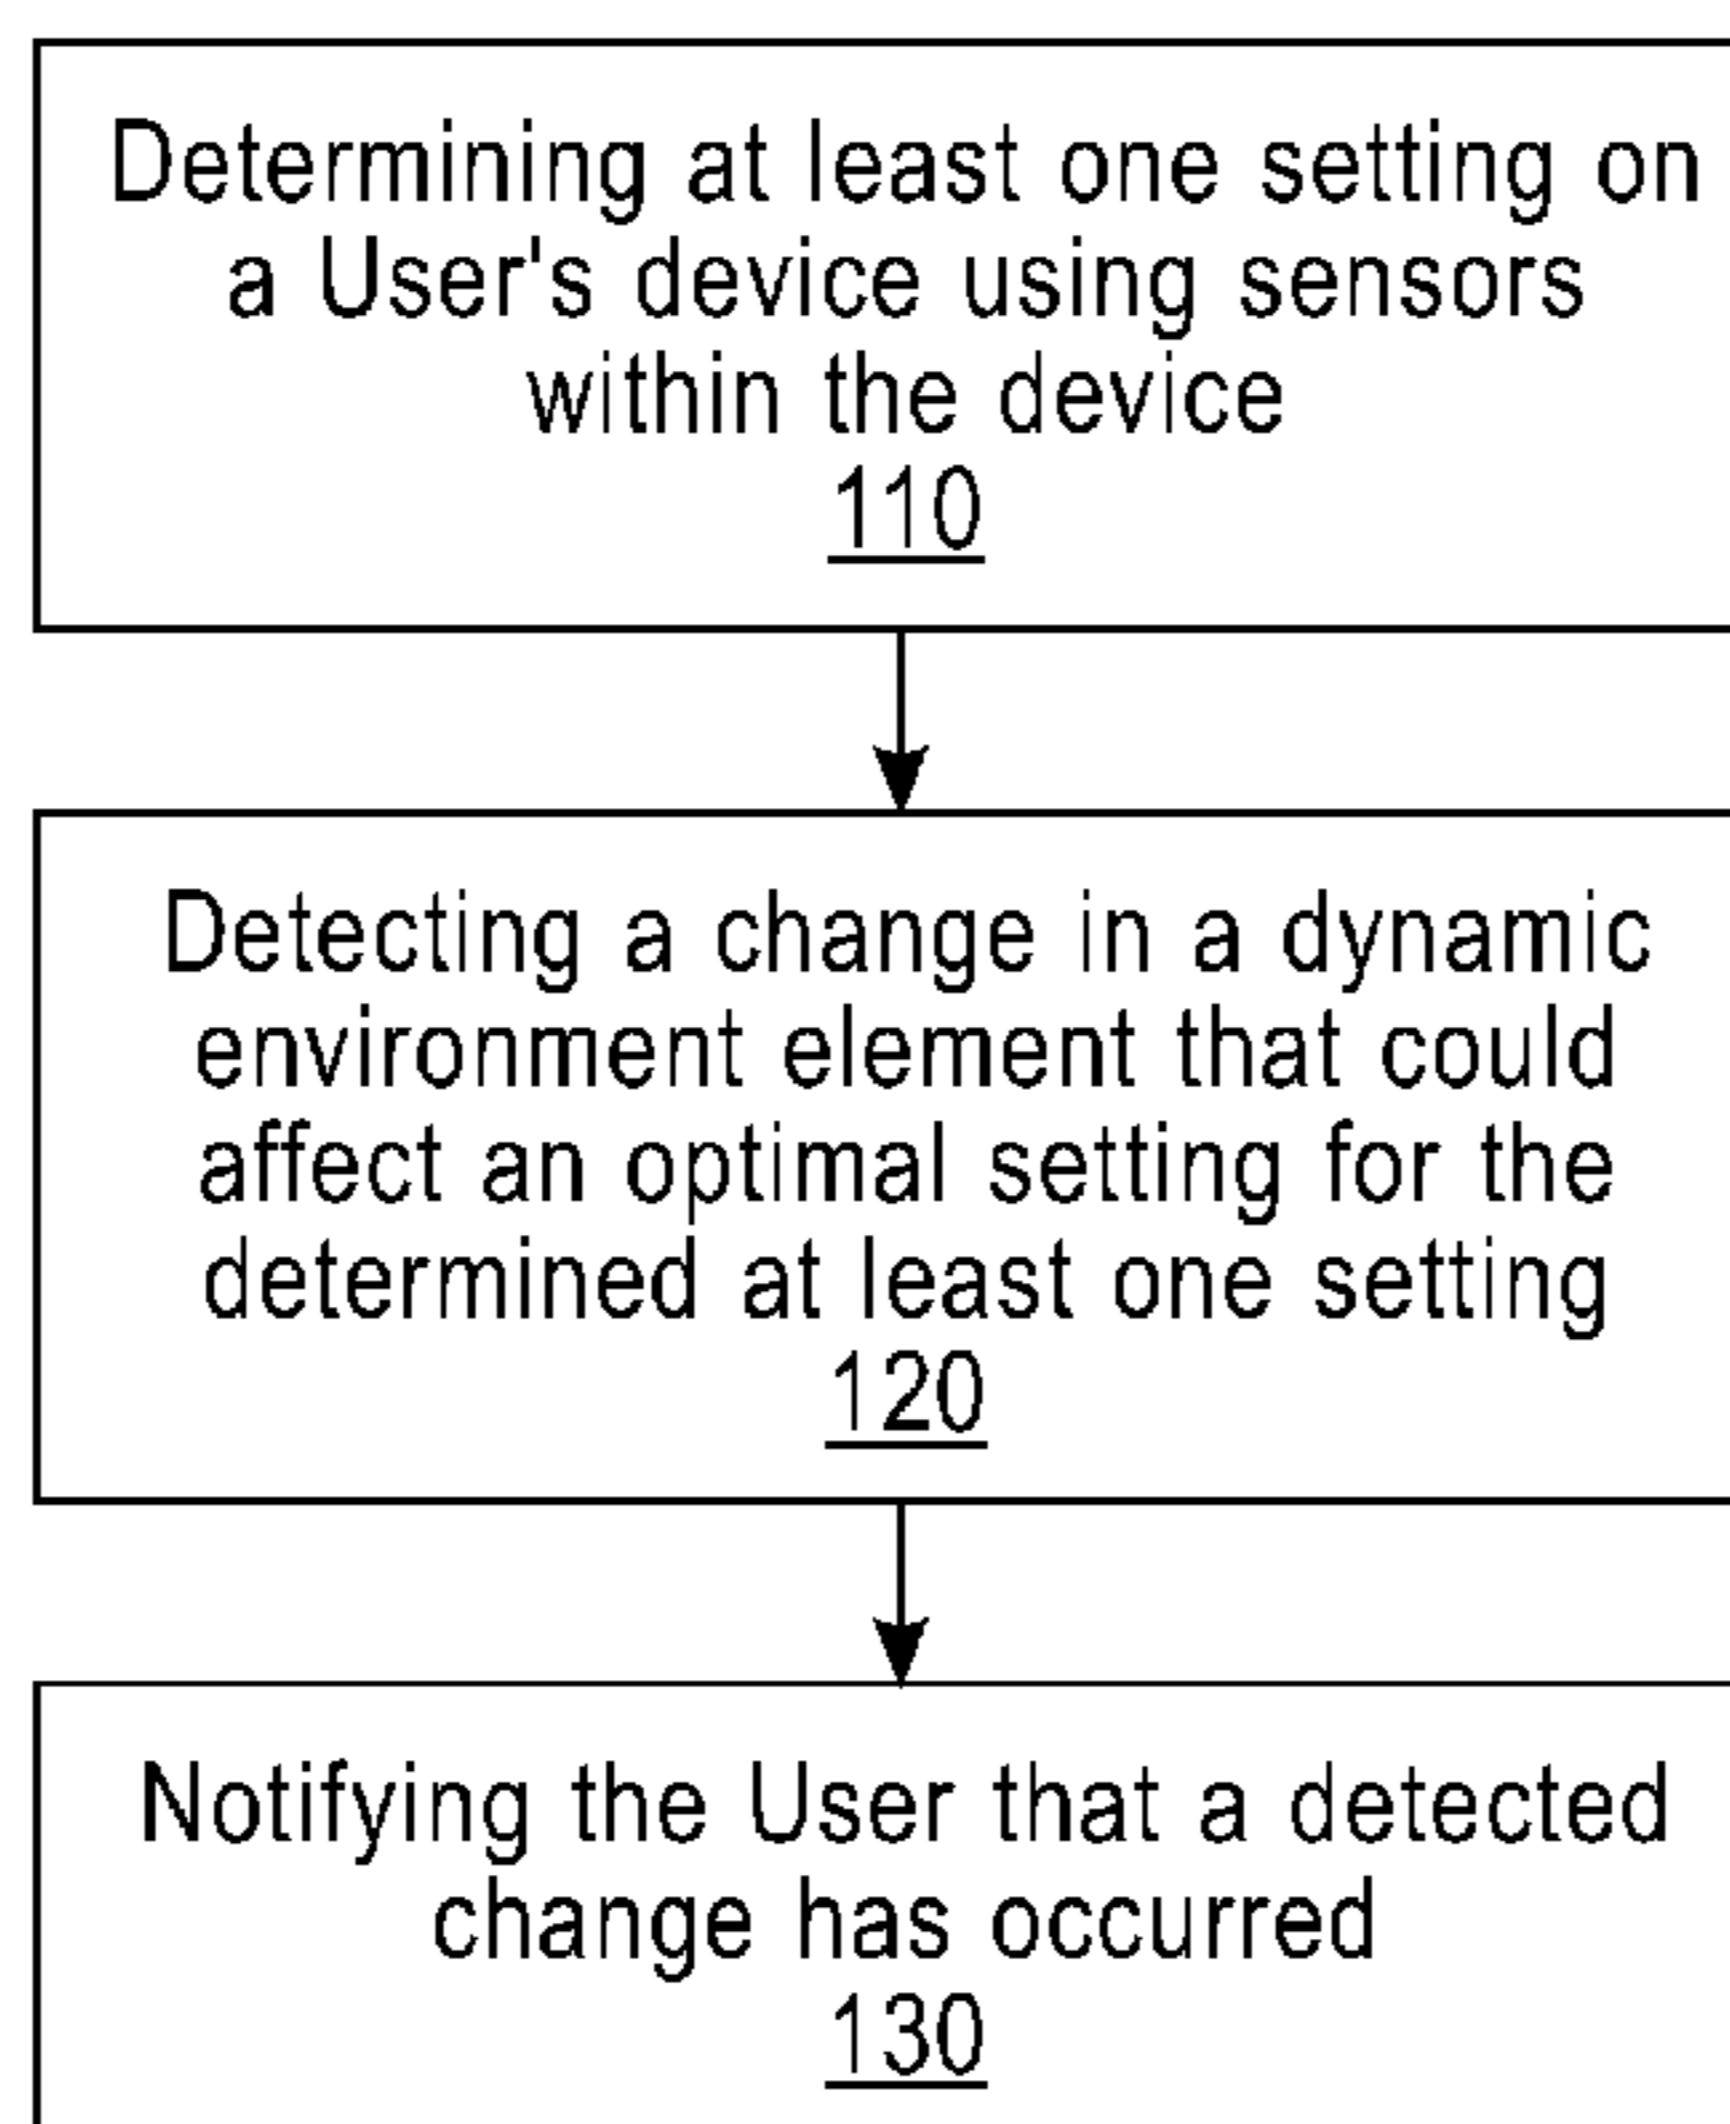 Determining at least one setting on
a User's device using sensors
within the device
110
Detecting a change in a dynamic
environment element that could
affect an optimal setting for the
determined at least one setting
120
Notifying the User that a detected
change has occurred
130